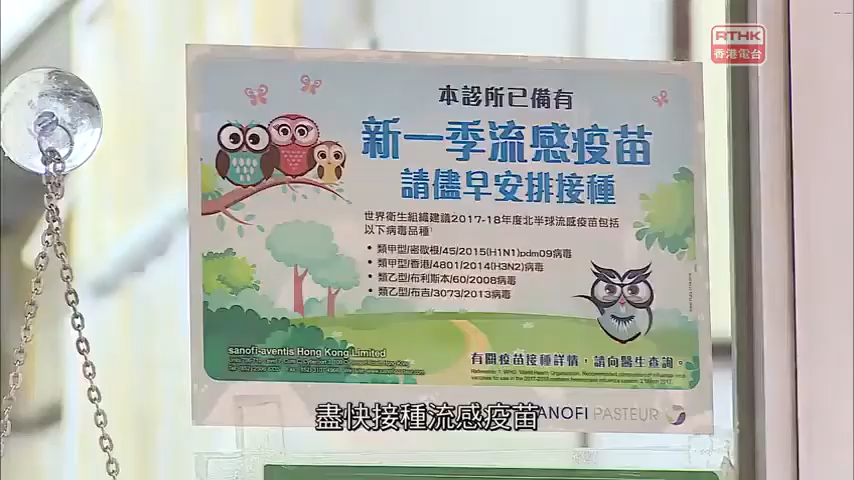 RTHK
香港電台
本診所已備有
新一季流感疫苗
請儘早安排接種
世界衛生組織建議2017-18年度北半球流感疫苗包括
以下病毒品種¹
• 類甲型/密歇根/45/2015(H1N1)pdm09病毒
• 類甲型/香港/4801/2014(H3N2)病毒
• 類乙型/布利斯本/60/2008病毒
• 類乙型/布吉/3073/2013病毒
sanofi-aventis Hong Kong Limited
有關疫苗接種詳情，請向醫生查詢。
SANOFI PASTEUR
盡快接種流感疫苗